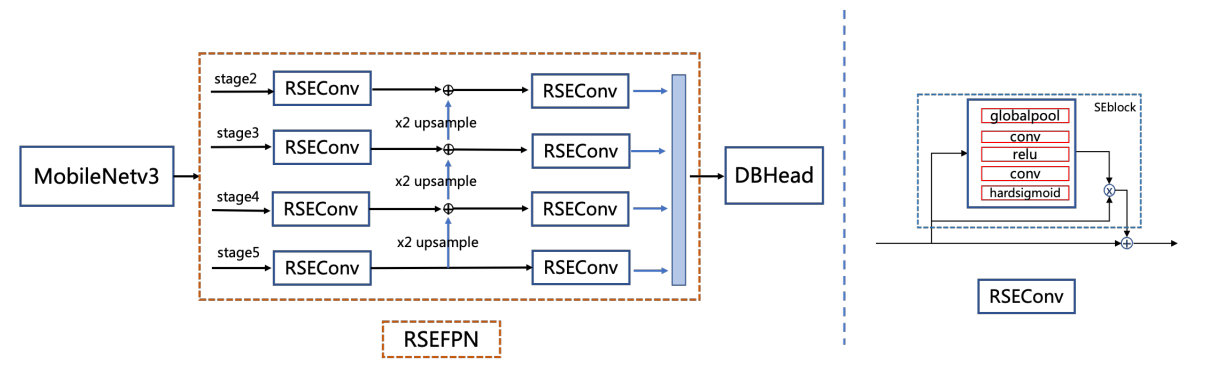 stage2
RSEConv
RSEConv
x2 upsample
stage3
RSEConv
RSEConv
MobileNetv3
x2 upsample
DBHead
stage4
RSEConv
RSEConv
x2 upsample
stage5
RSEConv
RSEConv
RSEFPN
SEblock
globalpool
conv
relu
conv
hardsigmoid
x
RSEConv